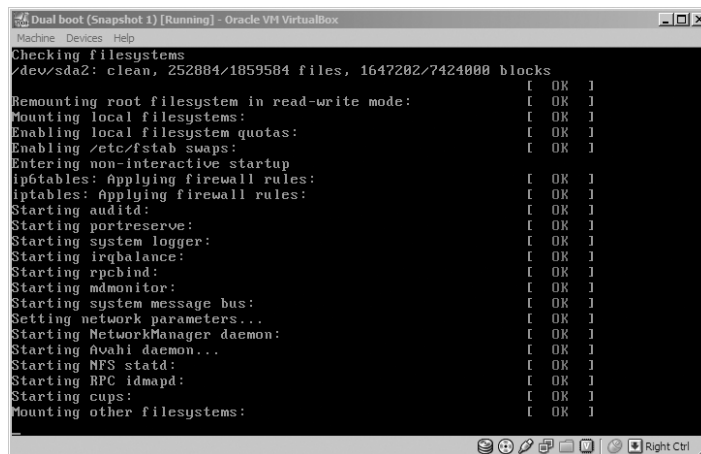 Dual boot (Snapshot 1) [Running] - Oracle VM VirtualBox
Machine Devices Help
Checking filesystems
/dev/sda2: clean, 252884/1859584 files, 1647202/7424000 blocks
[ OK ]
Remounting root filesystem in read-write mode: [ OK ]
Mounting local filesystems: [ OK ]
Enabling local filesystem quotas: [ OK ]
Enabling /etc/fstab swaps: [ OK ]
Entering non-interactive startup
ip6tables: Applying firewall rules: [ OK ]
iptables: Applying firewall rules: [ OK ]
Starting auditd: [ OK ]
Starting portreserve: [ OK ]
Starting system logger: [ OK ]
Starting irqbalance: [ OK ]
Starting rpcbind: [ OK ]
Starting mdmonitor: [ OK ]
Starting system message bus: [ OK ]
Setting network parameters... [ OK ]
Starting NetworkManager daemon: [ OK ]
Starting Avahi daemon... [ OK ]
Starting NFS statd: [ OK ]
Starting RPC idmapd: [ OK ]
Starting cups: [ OK ]
Mounting other filesystems: [ OK ]
Right Ctrl